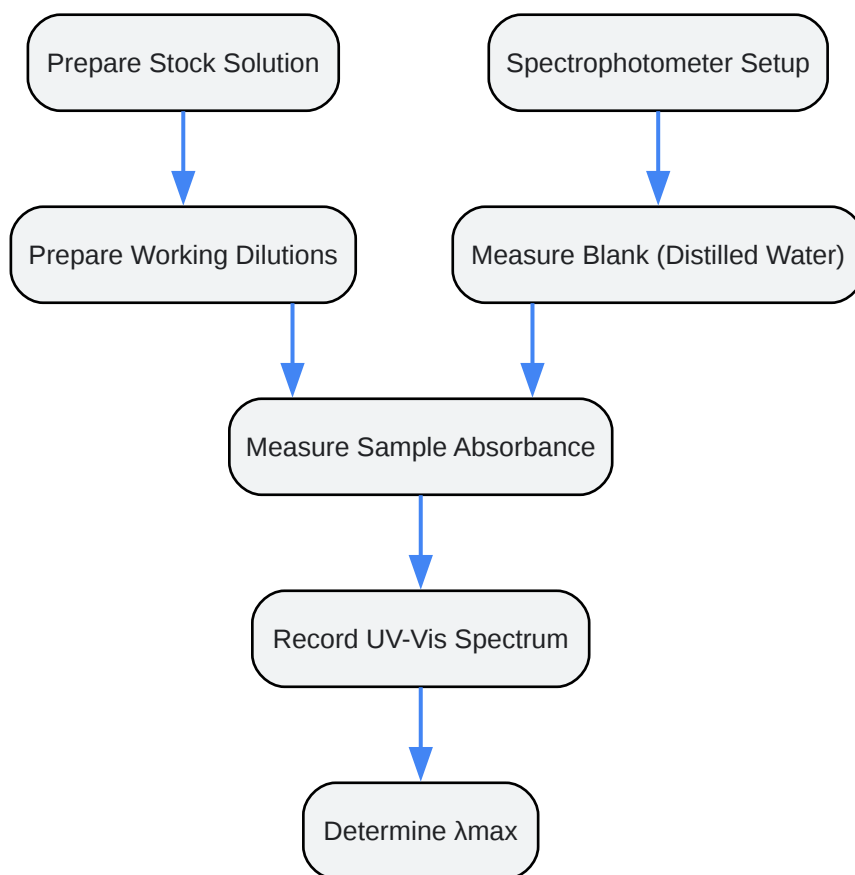 Prepare Stock Solution
Spectrophotometer Setup
Prepare Working Dilutions
Measure Blank (Distilled Water)
Measure Sample Absorbance
Record UV-Vis Spectrum
Determine λmax